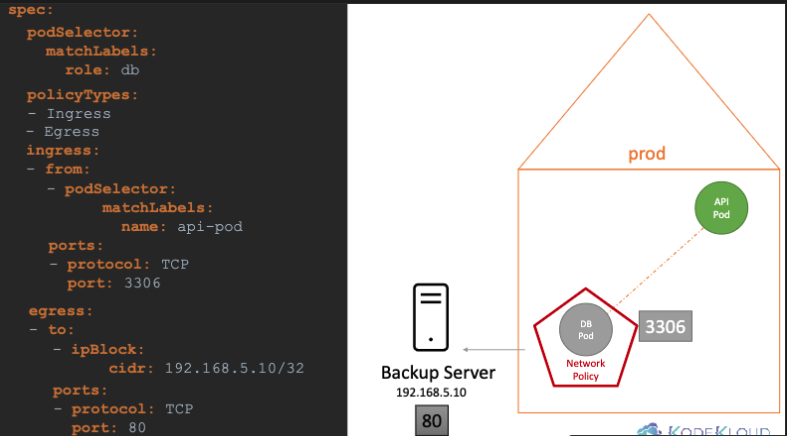 spec:
podSelector:
matchLabels:
role: db
policyTypes:
- Ingress
- Egress
ingress:
- from:
- podSelector:
matchLabels:
name: api-pod
ports:
- protocol: TCP
port: 3306
egress:
- to:
- ipBlock:
cidr: 192.168.5.10/32
ports:
- protocol: TCP
port: 80
prod
API
Pod
DB
Pod
3306
Network
Policy
Backup Server
192.168.5.10
80
KODEKLOUD